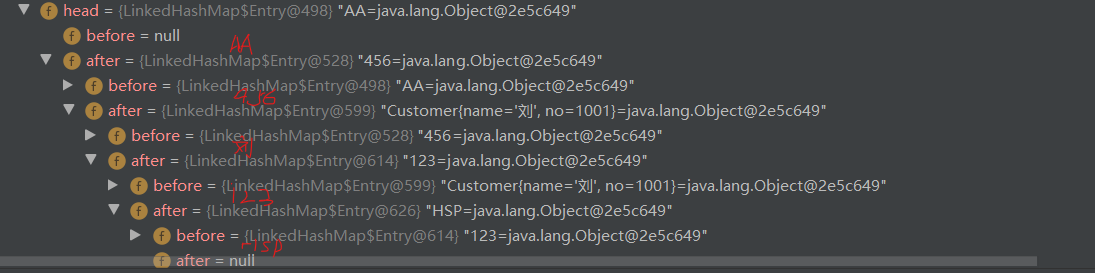 f head = {LinkedHashMap$Entry@498} "AA=java.lang.Object@2e5c649"
f before = null
AA
f after = {LinkedHashMap$Entry@528} "456=java.lang.Object@2e5c649"
f before = {LinkedHashMap$Entry@498} "AA=java.lang.Object@2e5c649"
f after = {LinkedHashMap$Entry@599} "Customer{name='刘', no=1001}=java.lang.Object@2e5c649"
f before = {LinkedHashMap$Entry@528} "456=java.lang.Object@2e5c649"
刘
f after = {LinkedHashMap$Entry@614} "123=java.lang.Object@2e5c649"
f before = {LinkedHashMap$Entry@599} "Customer{name='刘', no=1001}=java.lang.Object@2e5c649"
123
f after = {LinkedHashMap$Entry@626} "HSP=java.lang.Object@2e5c649"
f before = {LinkedHashMap$Entry@614} "123=java.lang.Object@2e5c649"
HSP
f after = null